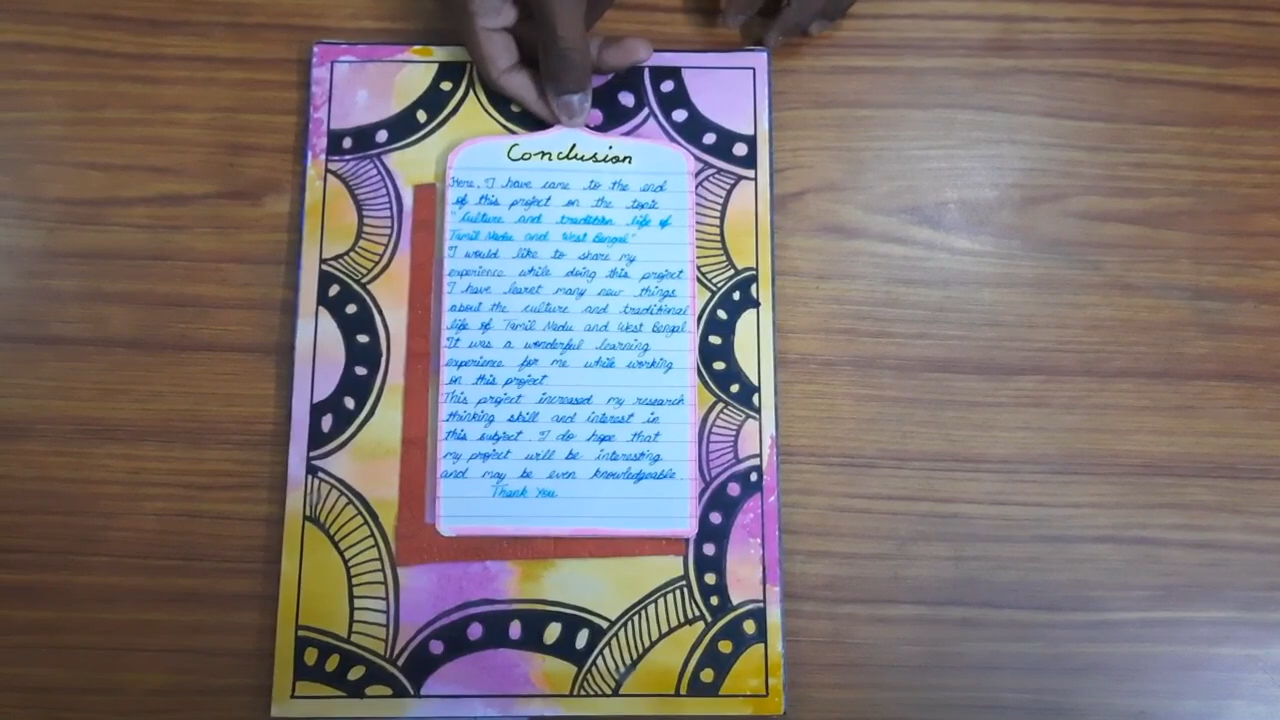 Conclusion
Here, I have came to the end
of this project on the topic
"Culture and tradition life of
Tamil Nadu and West Bengal"
I would like to share my
experience while doing this project
I have learet many new things
about the culture and traditional
life of Tamil Nadu and West Bengal
It was a wonderful learning
experience for me while working
on this project.
This project increased my research
thinking skill and interest in
this subject. I do hope that
my project will be interesting
and may be even knowledgeable.
Thank You